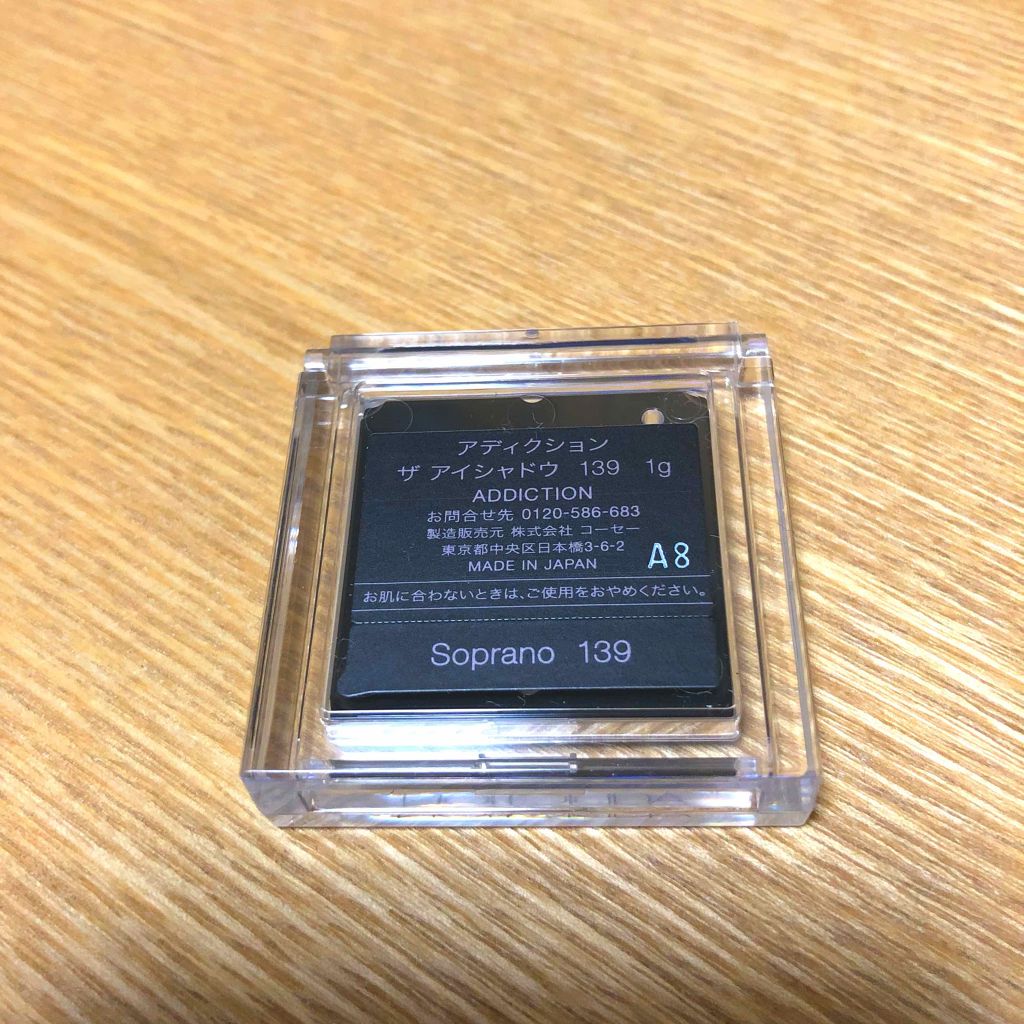 アディクション
ザ アイシャドウ 139 1g
ADDICTION
お問合せ先 0120-586-683
製造販売元 株式会社 コーセー
東京都中央区日本橋3-6-2
MADE IN JAPAN
A8
お肌に合わないときは、ご使用をおやめください。
Soprano 139